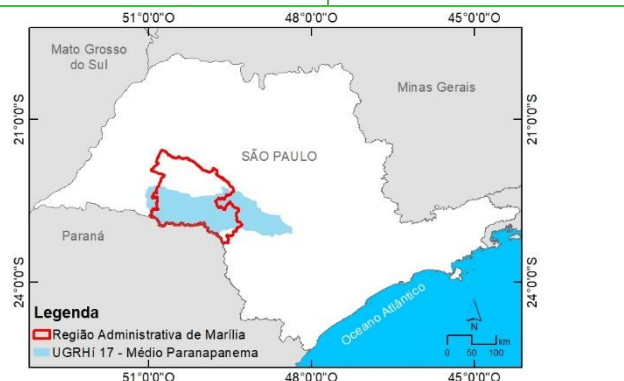 51°0'0"O 48°0'0"O 45°0'0"O
Mato Grosso
do Sul
Minas Gerais
21°0'0"S 21°0'0"S
SÃO PAULO
Paraná
24°0'0"S 24°0'0"S
Oceano Atlântico
Legenda
Região Administrativa de Marília
UGRHí 17 - Médio Paranapanema
N
0 50 100 km
51°0'0"O 48°0'0"O 45°0'0"O